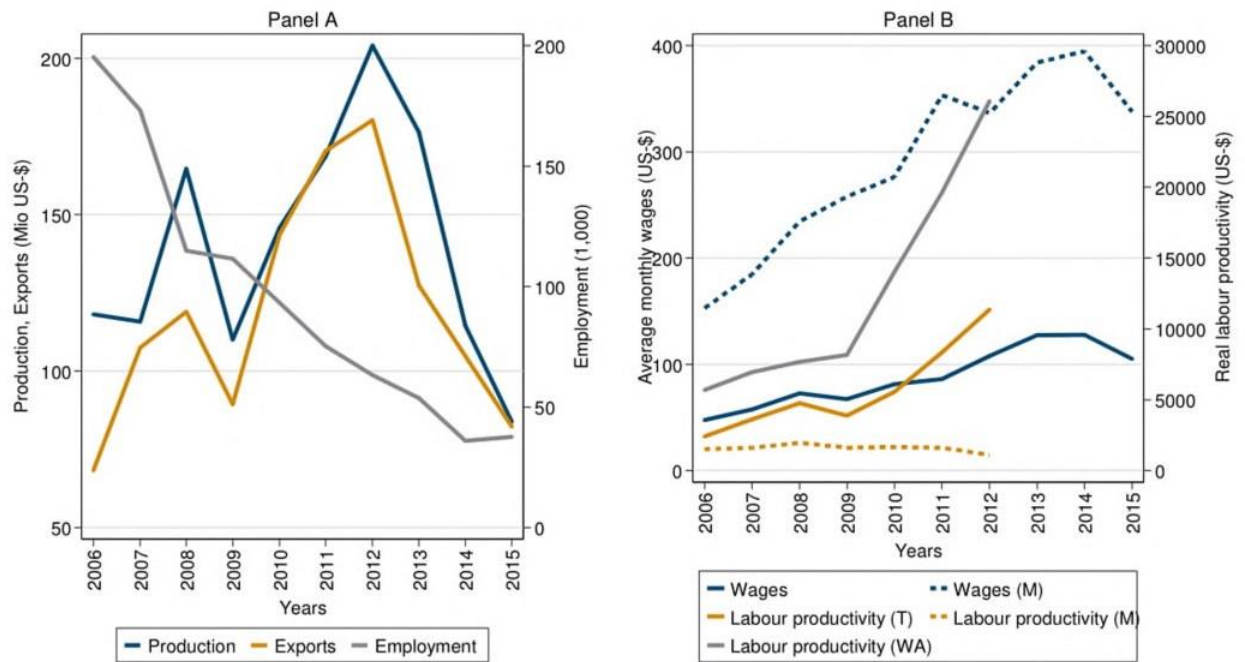 Panel A
Production, Exports (Mio US-$)
200
150
100
50
200
150
100
50
0
Employment (1,000)
2006
2007
2008
2009
2010
2011
2012
2013
2014
2015
Years
Production
Exports
Employment
Panel B
Average monthly wages (US-$)
400
300
200
100
0
30000
25000
20000
15000
10000
5000
0
Real labour productivity (US-$)
2006
2007
2008
2009
2010
2011
2012
2013
2014
2015
Years
Wages
Wages (M)
Labour productivity (T)
Labour productivity (M)
Labour productivity (WA)